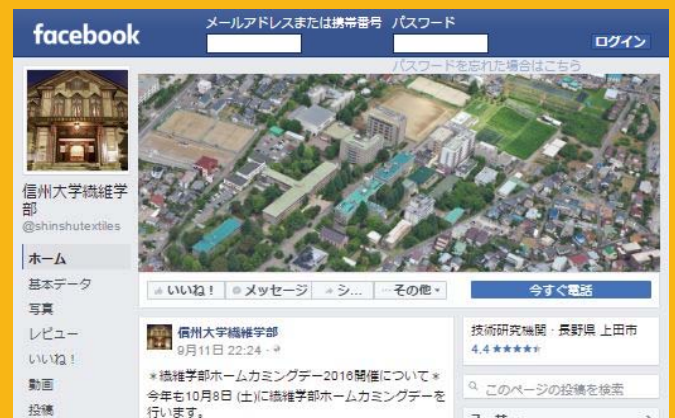 facebook
メールアドレスまたは携帯番号 パスワード
ログイン
パスワードを忘れた場合はこちら
信州大学繊維学
部
@shinshutextiles
ホーム
基本データ
写真
レビュー
いいね！
動画
投稿
いいね！ メッセージ シ... その他
今すぐ電話
信州大学繊維学部
9月11日 22:24 ·
＊繊維学部ホームカミングデー2016開催について＊
今年も10月8日 (土)に繊維学部ホームカミングデーを
行います。
技術研究機関 · 長野県 上田市
4.4 ★★★★★
このページの投稿を検索